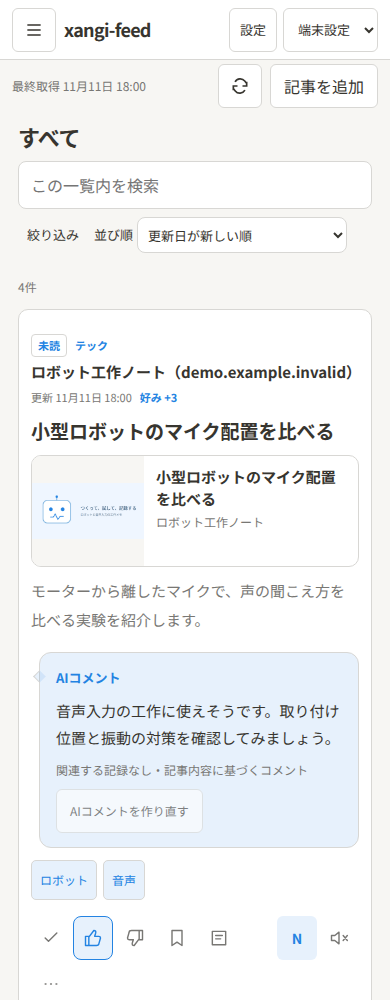 xangi-feed
設定
端末設定
最終取得 11月11日 18:00
記事を追加
すべて
この一覧内を検索
絞り込み
並び順
更新日が新しい順
4件
未読
テック
ロボット工作ノート（demo.example.invalid）
更新 11月11日 18:00 好み +3
小型ロボットのマイク配置を比べる
つくって、試して、記録する
小型ロボットのマイク配置
を比べる
ロボット工作ノート
モーターから離したマイクで、声の聞こえ方を
比べる実験を紹介します。
AIコメント
音声入力の工作に使えそうです。取り付け
位置と振動の対策を確認してみましょう。
関連する記録なし・記事内容に基づくコメント
AIコメントを作り直す
ロボット
音声
N
…